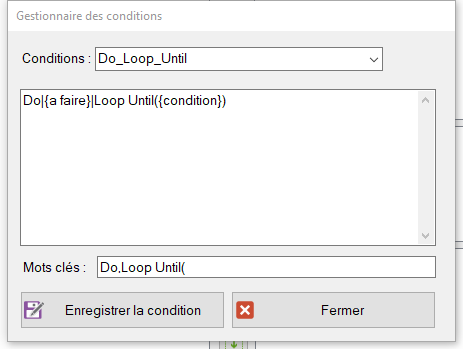 Gestionnaire des conditions
Conditions : Do_Loop_Until
Do|{a faire}|Loop Until({condition})
Mots clés : Do,Loop Until(
Enregistrer la condition
Fermer